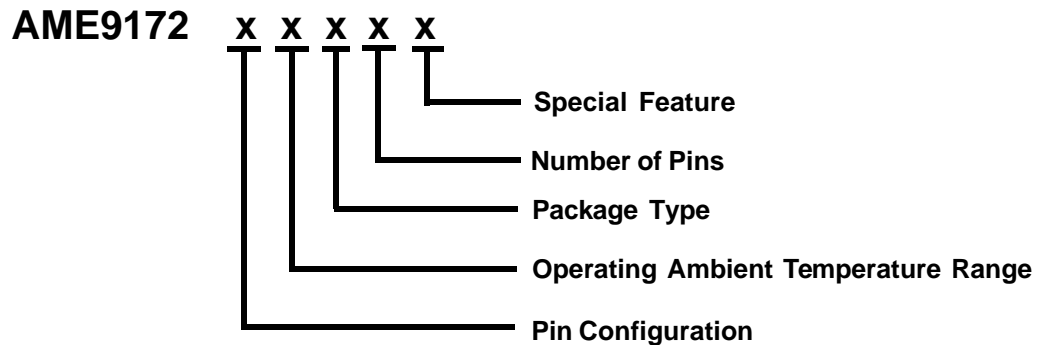 AME9172 x x x x x
Special Feature
Number of Pins
Package Type
Operating Ambient Temperature Range
Pin Configuration